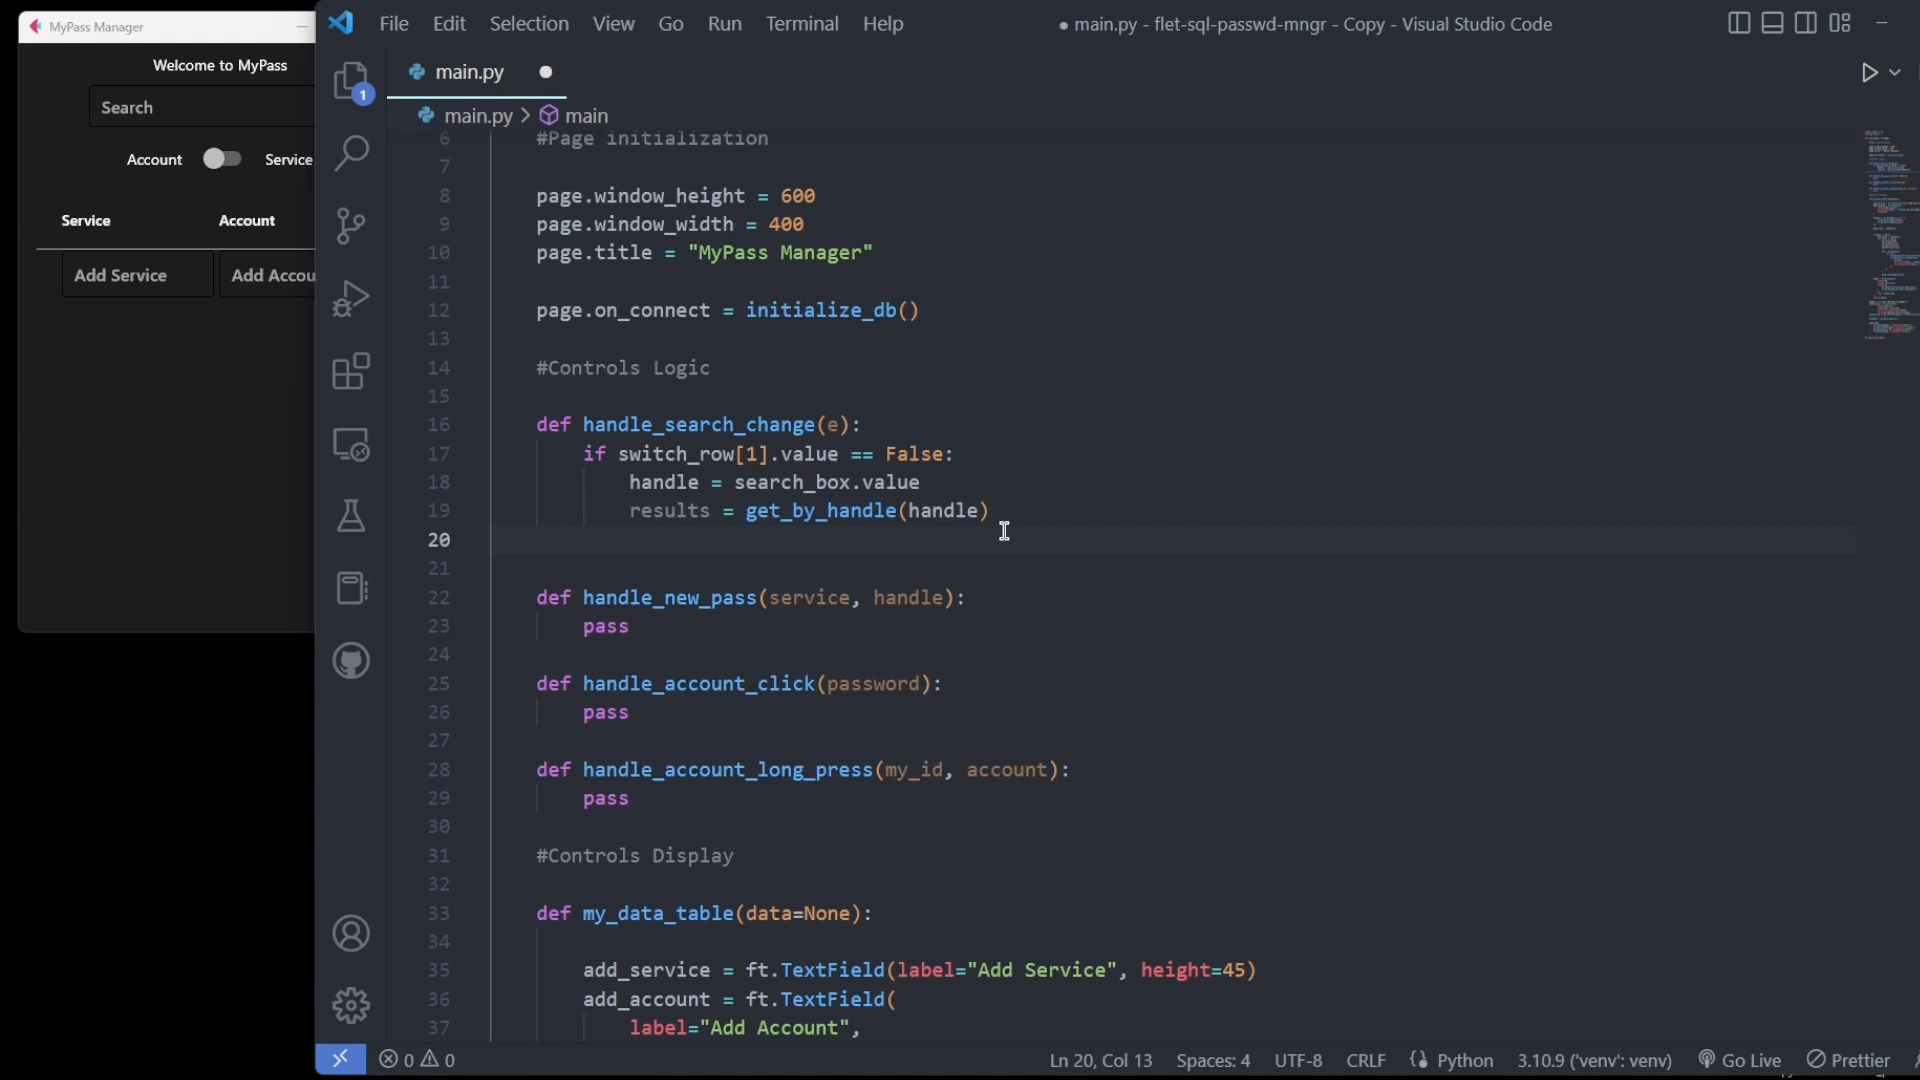 MyPass Manager
Welcome to MyPass
Search
Account Service
Service Account
Add Service Add Accou
File Edit Selection View Go Run Terminal Help
● main.py - flet-sql-passwd-mngr - Copy - Visual Studio Code
1
main.py
main.py > main
6 #Page initialization
7
8 page.window_height = 600
9 page.window_width = 400
10 page.title = "MyPass Manager"
11
12 page.on_connect = initialize_db()
13
14 #Controls Logic
15
16 def handle_search_change(e):
17 if switch_row[1].value == False:
18 handle = search_box.value
19 results = get_by_handle(handle)
20
21
22 def handle_new_pass(service, handle):
23 pass
24
25 def handle_account_click(password):
26 pass
27
28 def handle_account_long_press(my_id, account):
29 pass
30
31 #Controls Display
32
33 def my_data_table(data=None):
34
35 add_service = ft.TextField(label="Add Service", height=45)
36 add_account = ft.TextField(
37 label="Add Account",
0 0 Ln 20, Col 13 Spaces: 4 UTF-8 CRLF Python 3.10.9 ('venv': venv) Go Live Prettier